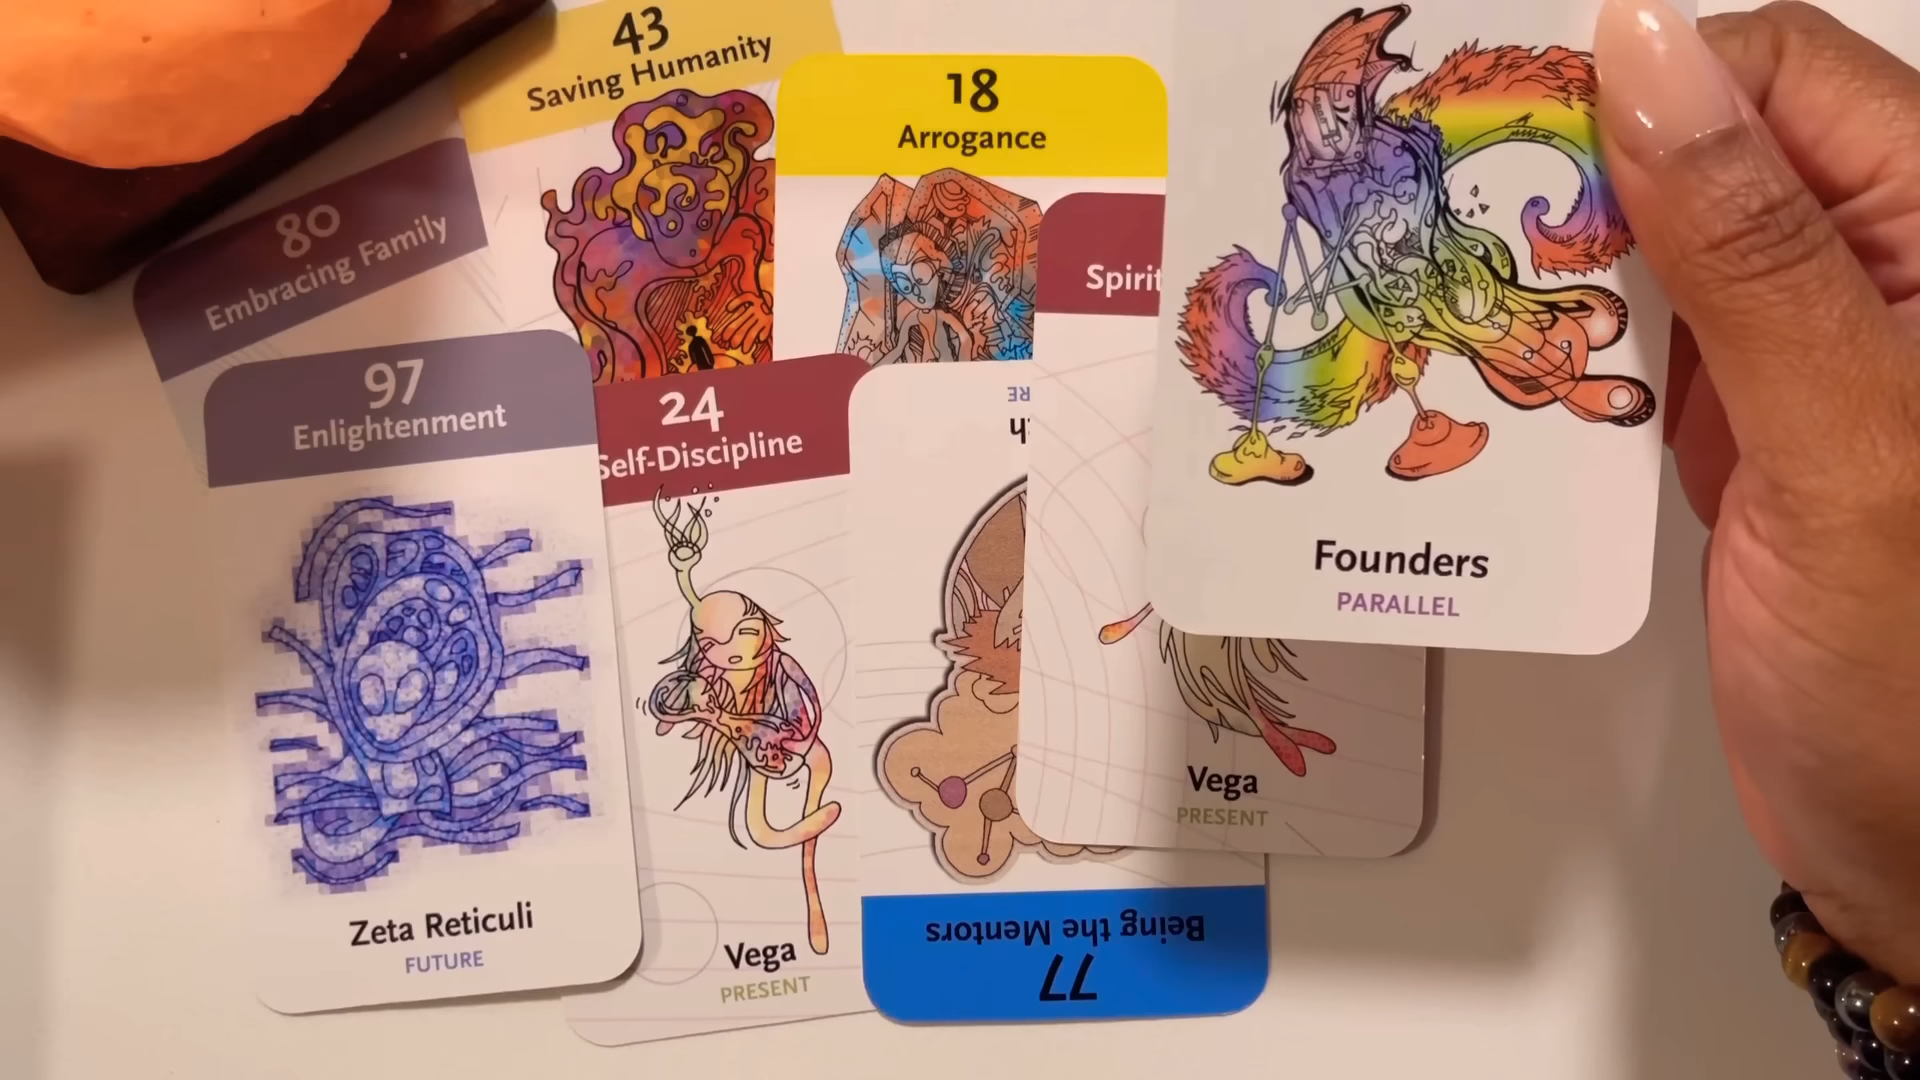 43
Saving Humanity
18
Arrogance
80
Embracing Family
97
Enlightenment
24
Self-Discipline
Spirit
Founders
PARALLEL
Zeta Reticuli
FUTURE
Vega
PRESENT
Vega
PRESENT
Being the Mentors
77